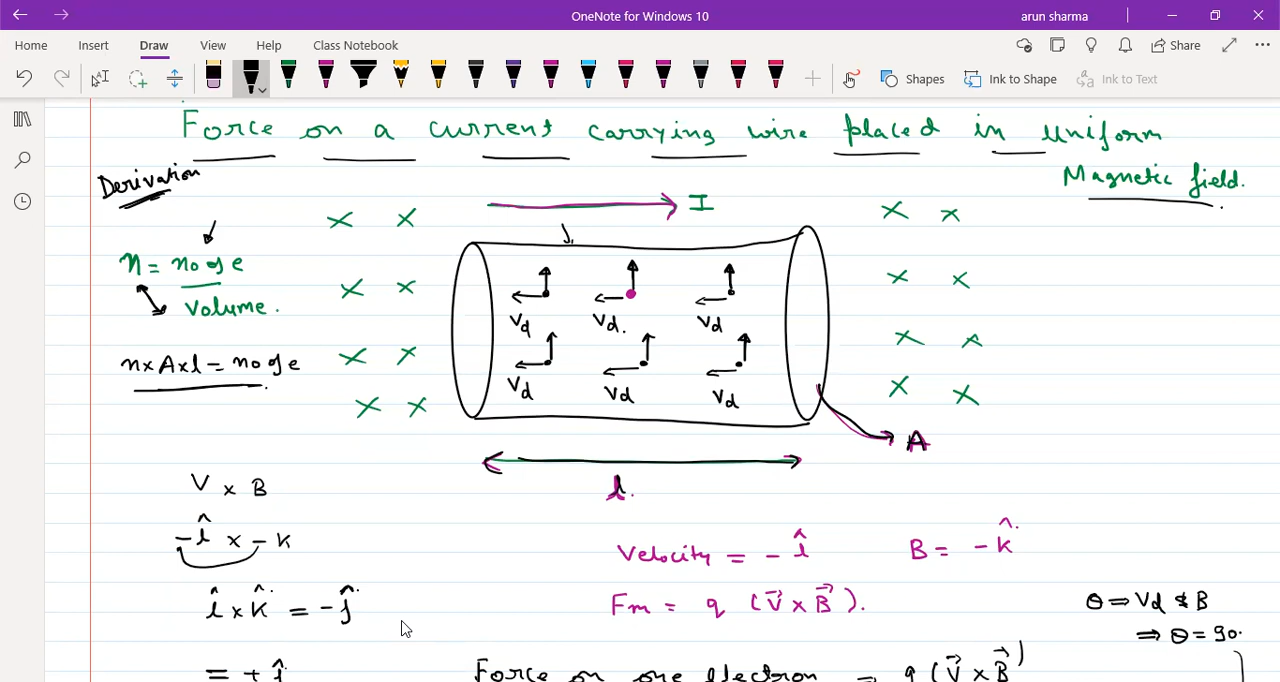 OneNote for Windows 10
arun sharma
Home Insert Draw View Help Class Notebook
Share
Shapes Ink to Shape Ink to Text
Force on a current carrying wire placed in uniform
Magnetic field.
Derivation
I
n = no of e
Volume.
n×A×l = no of e
Vd Vd. Vd
Vd Vd Vd
A
l.
V × B
-î × -k
Velocity = -î B = -k̂
î × k̂ = -ĵ
Fm = q (V⃗ × B⃗).
θ ⇒ Vd & B
⇒ θ = 90.
= + ĵ
Force on one electron = q (V⃗ × B⃗)